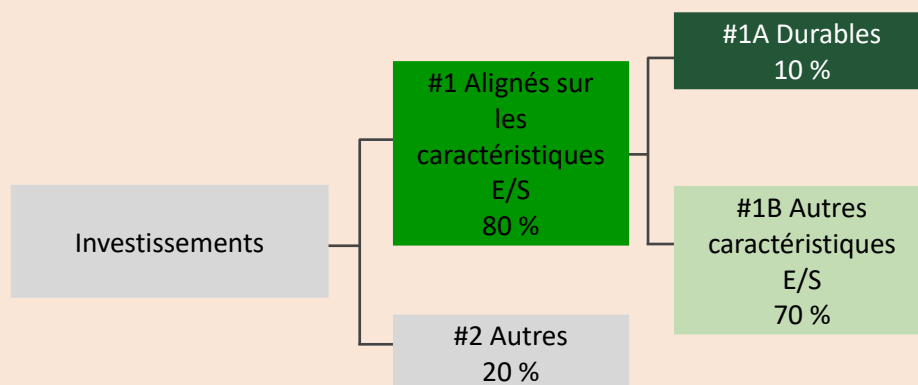 #1A Durables
10 %
#1 Alignés sur
les
caractéristiques
E/S
80 %
#1B Autres
caractéristiques
E/S
70 %
Investissements
#2 Autres
20 %